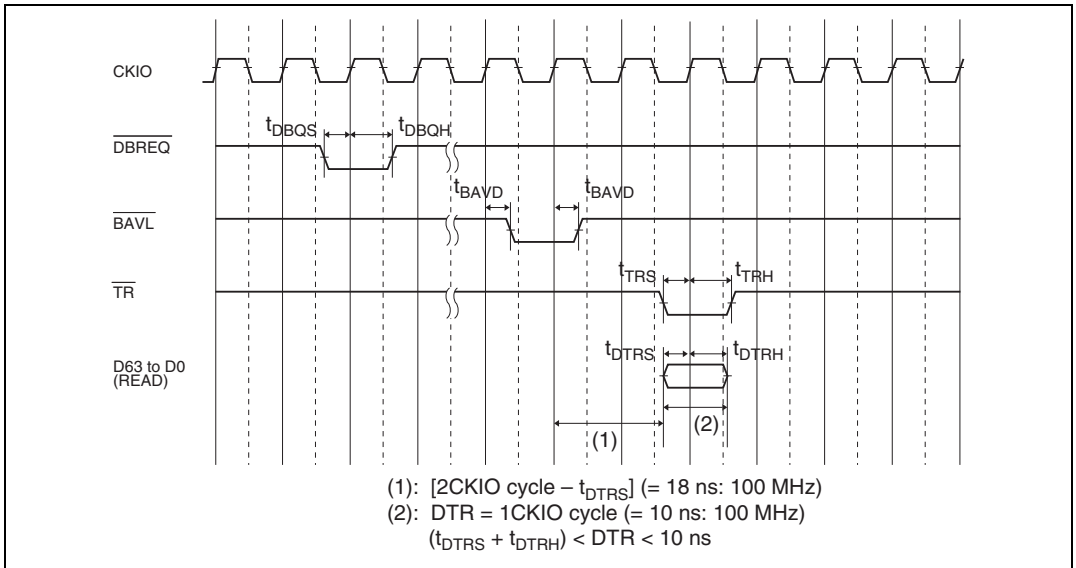 CKIO
tDBQS tDBQH
DBREQ
tBAVD tBAVD
BAVL
tTRS tTRH
TR
tDTRS tDTRH
D63 to D0
(READ)
(1) (2)
(1): [2CKIO cycle – tDTRS] (= 18 ns: 100 MHz)
(2): DTR = 1CKIO cycle (= 10 ns: 100 MHz)
(tDTRS + tDTRH) < DTR < 10 ns